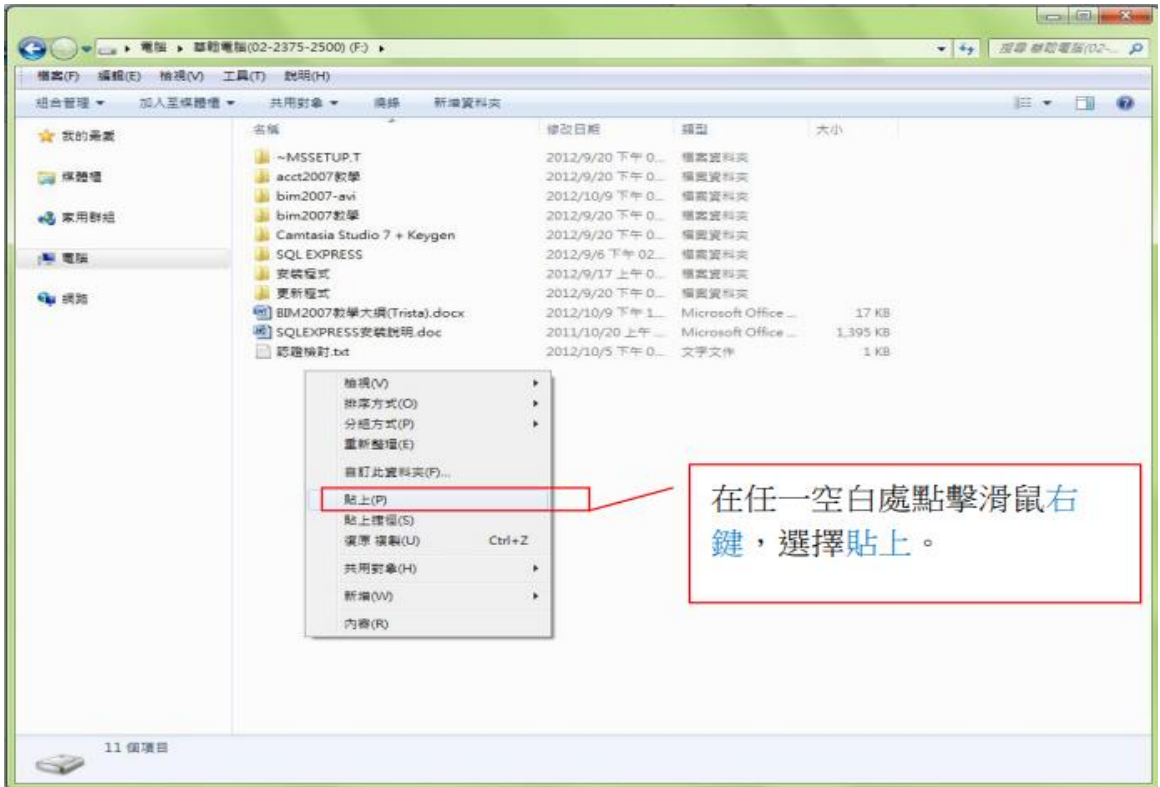 電腦 ▸ 華乾電腦(02-2375-2500) (F:) ▸
檔案(F) 編輯(E) 檢視(V) 工具(T) 說明(H)
組合管理 加入至媒體櫃 共用對象 燒錄 新增資料夾
我的最愛
媒體櫃
家用群組
電腦
網路
名稱 修改日期 類型 大小
~MSSETUP.T 2012/9/20 下午 0... 檔案資料夾
acct2007教學 2012/9/20 下午 0... 檔案資料夾
bim2007-avi 2012/10/9 下午 0... 檔案資料夾
bim2007教學 2012/9/20 下午 0... 檔案資料夾
Camtasia Studio 7 + Keygen 2012/9/20 下午 0... 檔案資料夾
SQL EXPRESS 2012/9/6 下午 02... 檔案資料夾
安裝程式 2012/9/17 上午 0... 檔案資料夾
更新程式 2012/9/20 下午 0... 檔案資料夾
BIM2007教學大綱(Trista).docx 2012/10/9 下午 1... Microsoft Office ... 17 KB
SQLEXPRESS安裝說明.doc 2011/10/20 上午 ... Microsoft Office ... 1,395 KB
認證檢討.txt 2012/10/5 下午 0... 文字文件 1 KB
檢視(V)
排序方式(O)
分組方式(P)
重新整理(E)
自訂此資料夾(F)...
貼上(P)
貼上捷徑(S)
復原 複製(U) Ctrl+Z
共用對象(H)
新增(W)
內容(R)
在任一空白處點擊滑鼠右
鍵，選擇貼上。
11 個項目